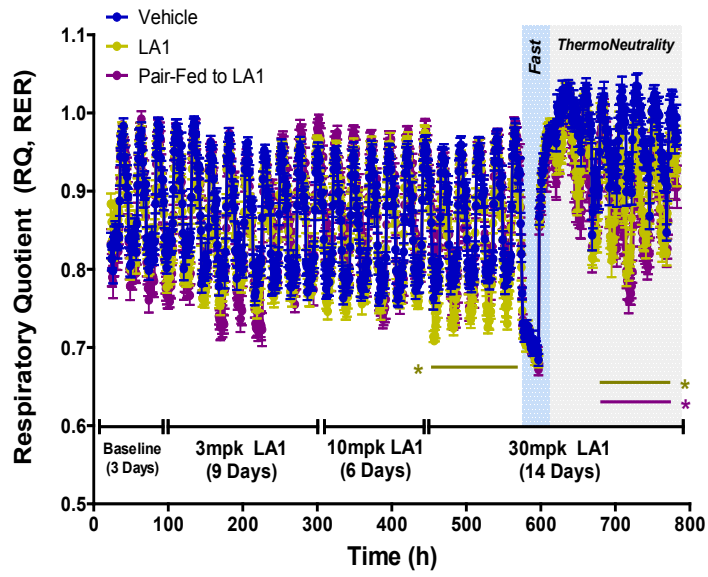 Vehicle
LA1
Pair-Fed to LA1
Fast
ThermoNeutrality
Respiratory Quotient (RQ, RER)
1.1
1.0
0.9
0.8
0.7
0.6
0.5
*
*
*
Baseline
(3 Days)
3mpk LA1
(9 Days)
10mpk LA1
(6 Days)
30mpk LA1
(14 Days)
0 100 200 300 400 500 600 700 800
Time (h)